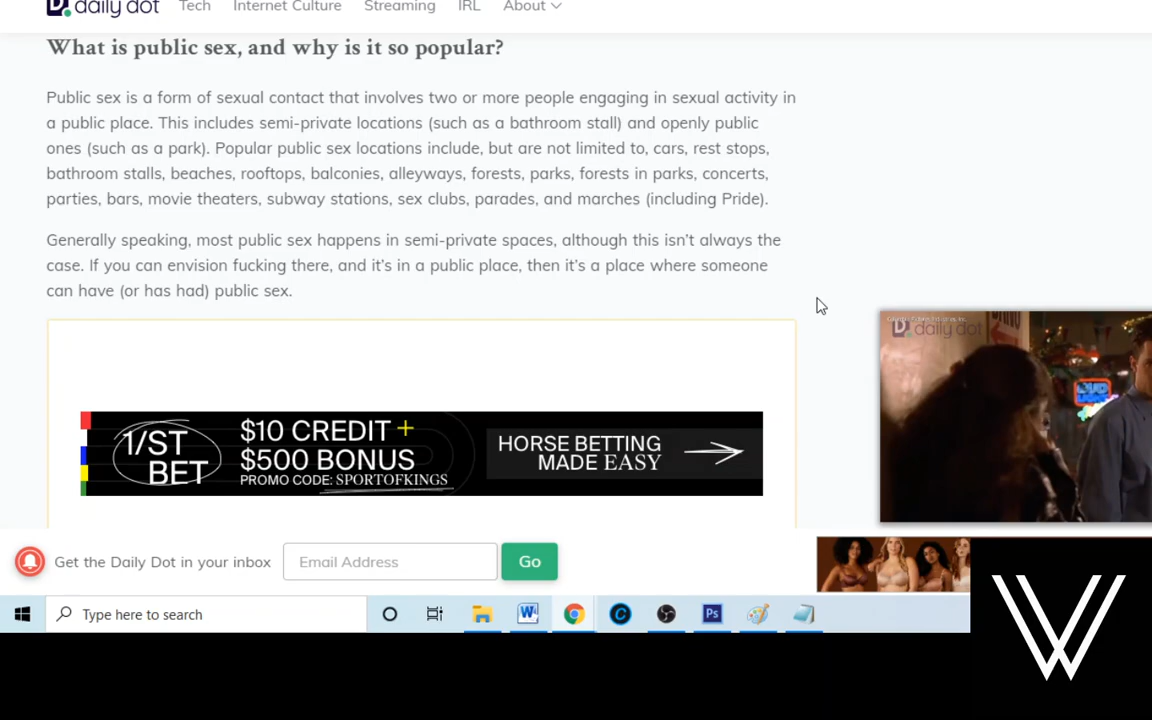 daily dot
Tech Internet Culture Streaming IRL About
What is public sex, and why is it so popular?
Public sex is a form of sexual contact that involves two or more people engaging in sexual activity in
a public place. This includes semi-private locations (such as a bathroom stall) and openly public
ones (such as a park). Popular public sex locations include, but are not limited to, cars, rest stops,
bathroom stalls, beaches, rooftops, balconies, alleyways, forests, parks, forests in parks, concerts,
parties, bars, movie theaters, subway stations, sex clubs, parades, and marches (including Pride).
Generally speaking, most public sex happens in semi-private spaces, although this isn’t always the
case. If you can envision fucking there, and it’s in a public place, then it’s a place where someone
can have (or has had) public sex.
daily dot
BUD
LIGHT
1/ST
BET
$10 CREDIT+
$500 BONUS
PROMO CODE: SPORTOFKINGS
HORSE BETTING
MADE EASY
Get the Daily Dot in your inbox
Email Address
Go
Type here to search
W